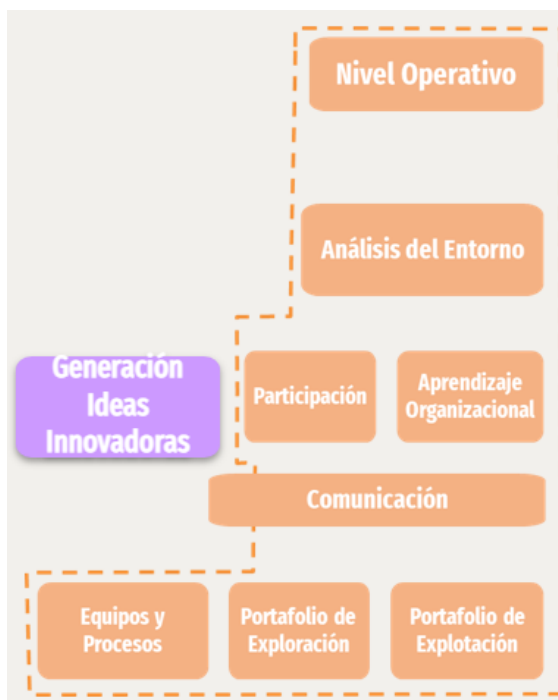 Nivel Operativo
Análisis del Entorno
Generación
Ideas
Innovadoras
Participación
Aprendizaje
Organizacional
Comunicación
Equipos y
Procesos
Portafolio de
Exploración
Portafolio de
Explotación